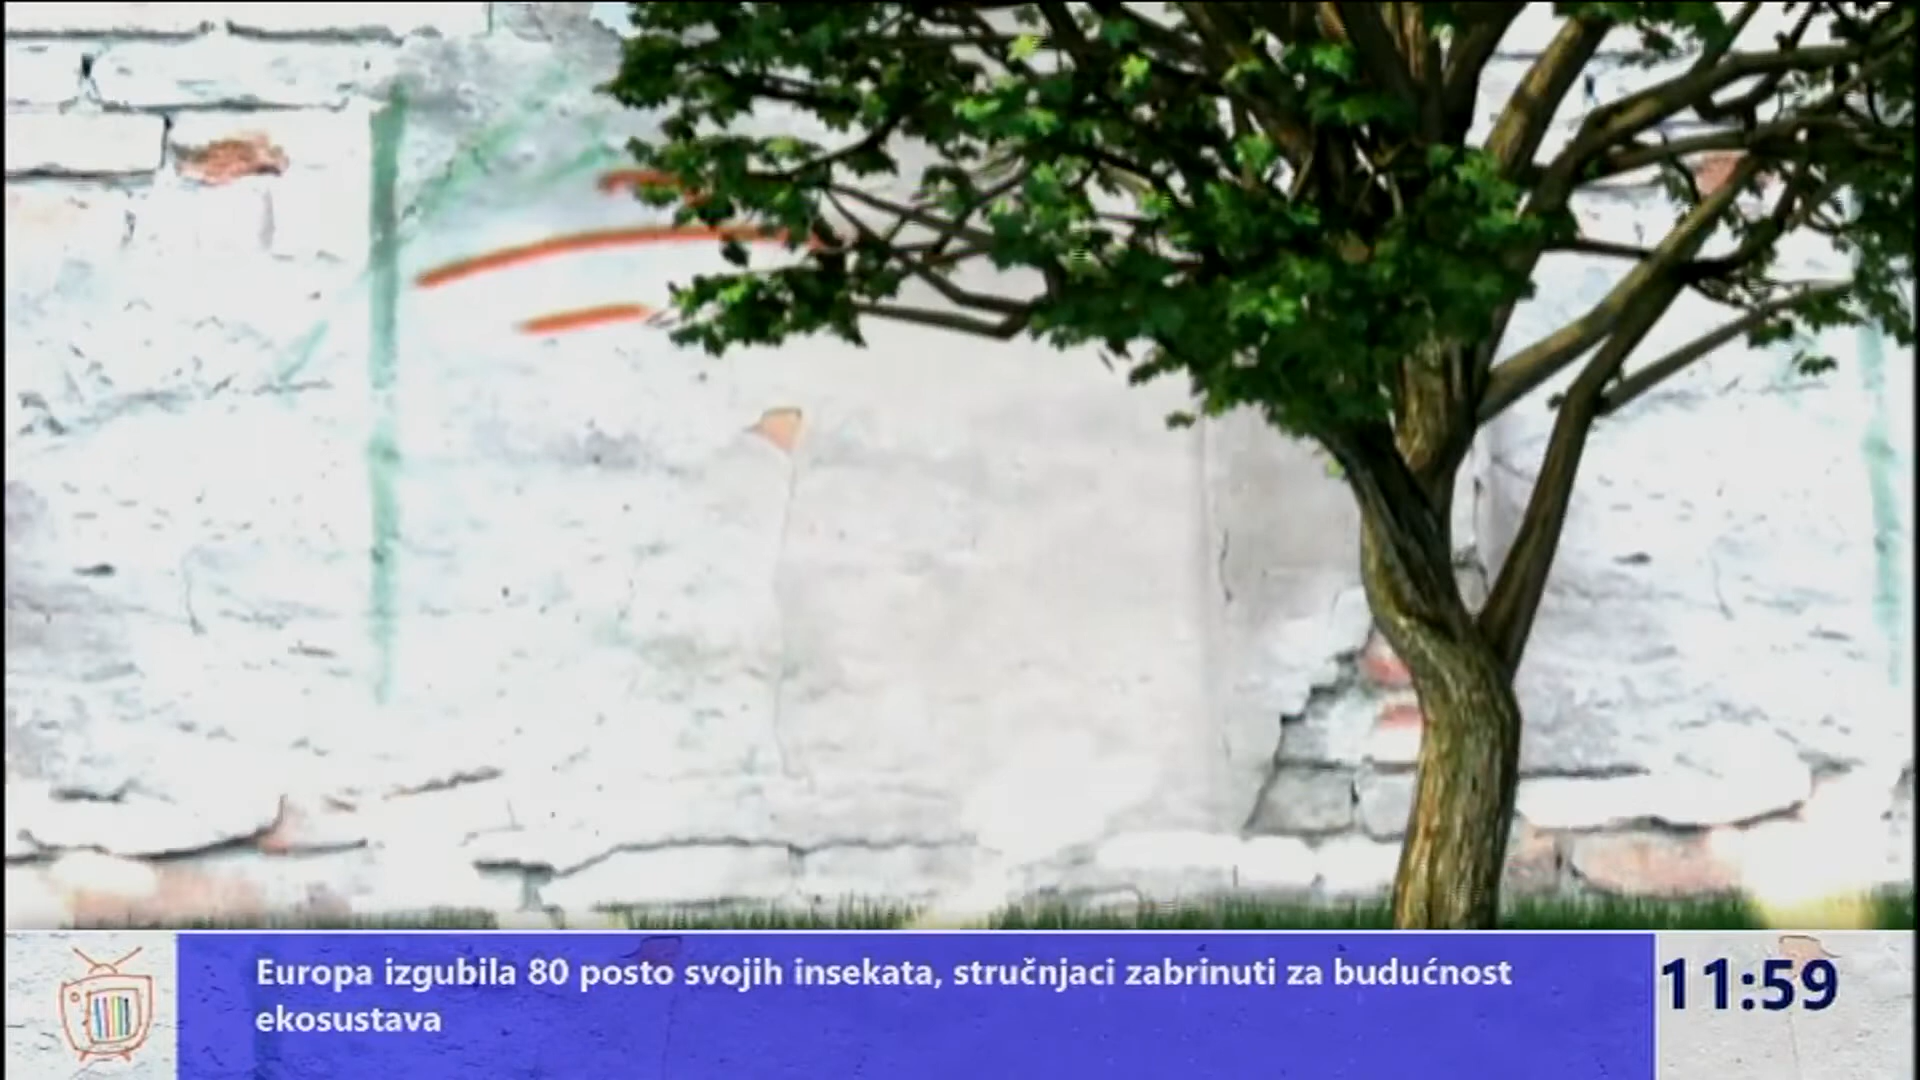 Europa izgubila 80 posto svojih insekata, stručnjaci zabrinuti za budućnost
ekosustava
11:59